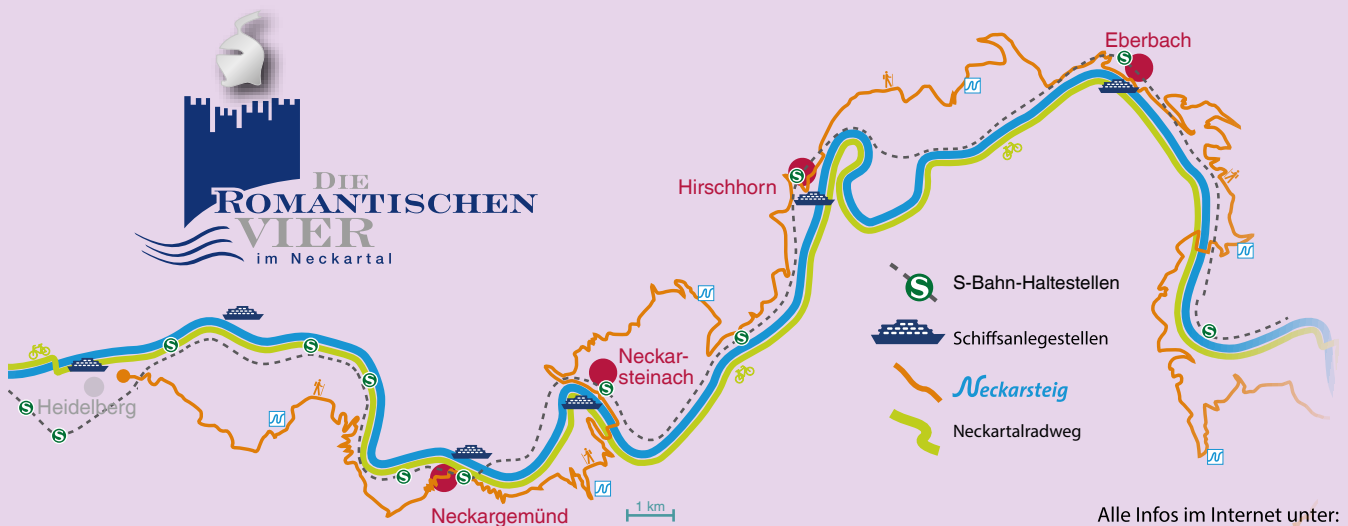 DIE
ROMANTISCHEN
VIER
im Neckartal
Eberbach
Hirschhorn
Neckar-
steinach
Heidelberg
Neckargemünd
1 km
S
S-Bahn-Haltestellen
Schiffsanlegestellen
Neckarsteig
Neckartalradweg
Alle Infos im Internet unter: